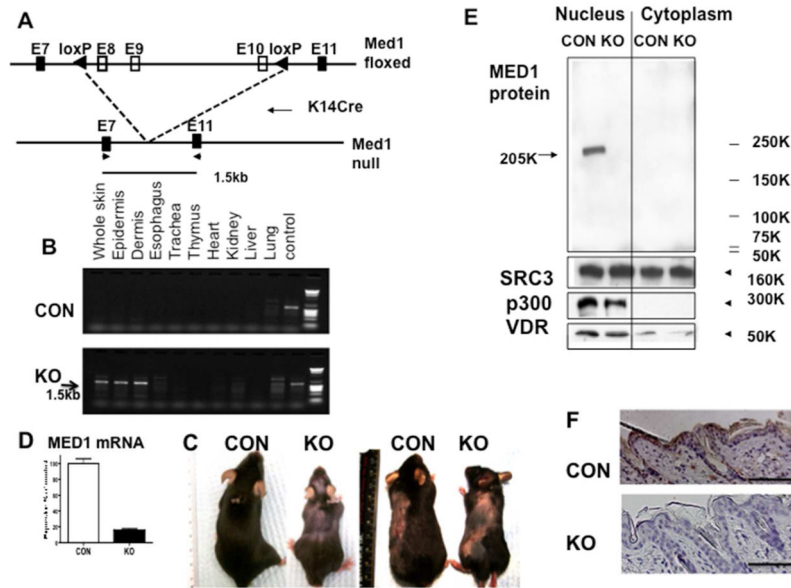 A
E7 loxP E8 E9 E10 loxP E11
Med1
floxed
K14Cre
E7 E11
Med1
null
1.5kb
Whole skin
Epidermis
Dermis
Esophagus
Trachea
Thymus
Heart
Kidney
Liver
Lung
control
B
CON
KO
1.5kb
D
MED1 mRNA
CON KO
C
CON KO CON KO
E
Nucleus Cytoplasm
CON KO CON KO
MED1
protein
205K
250K
150K
100K
75K
50K
SRC3 160K
p300 300K
VDR 50K
F
CON
KO